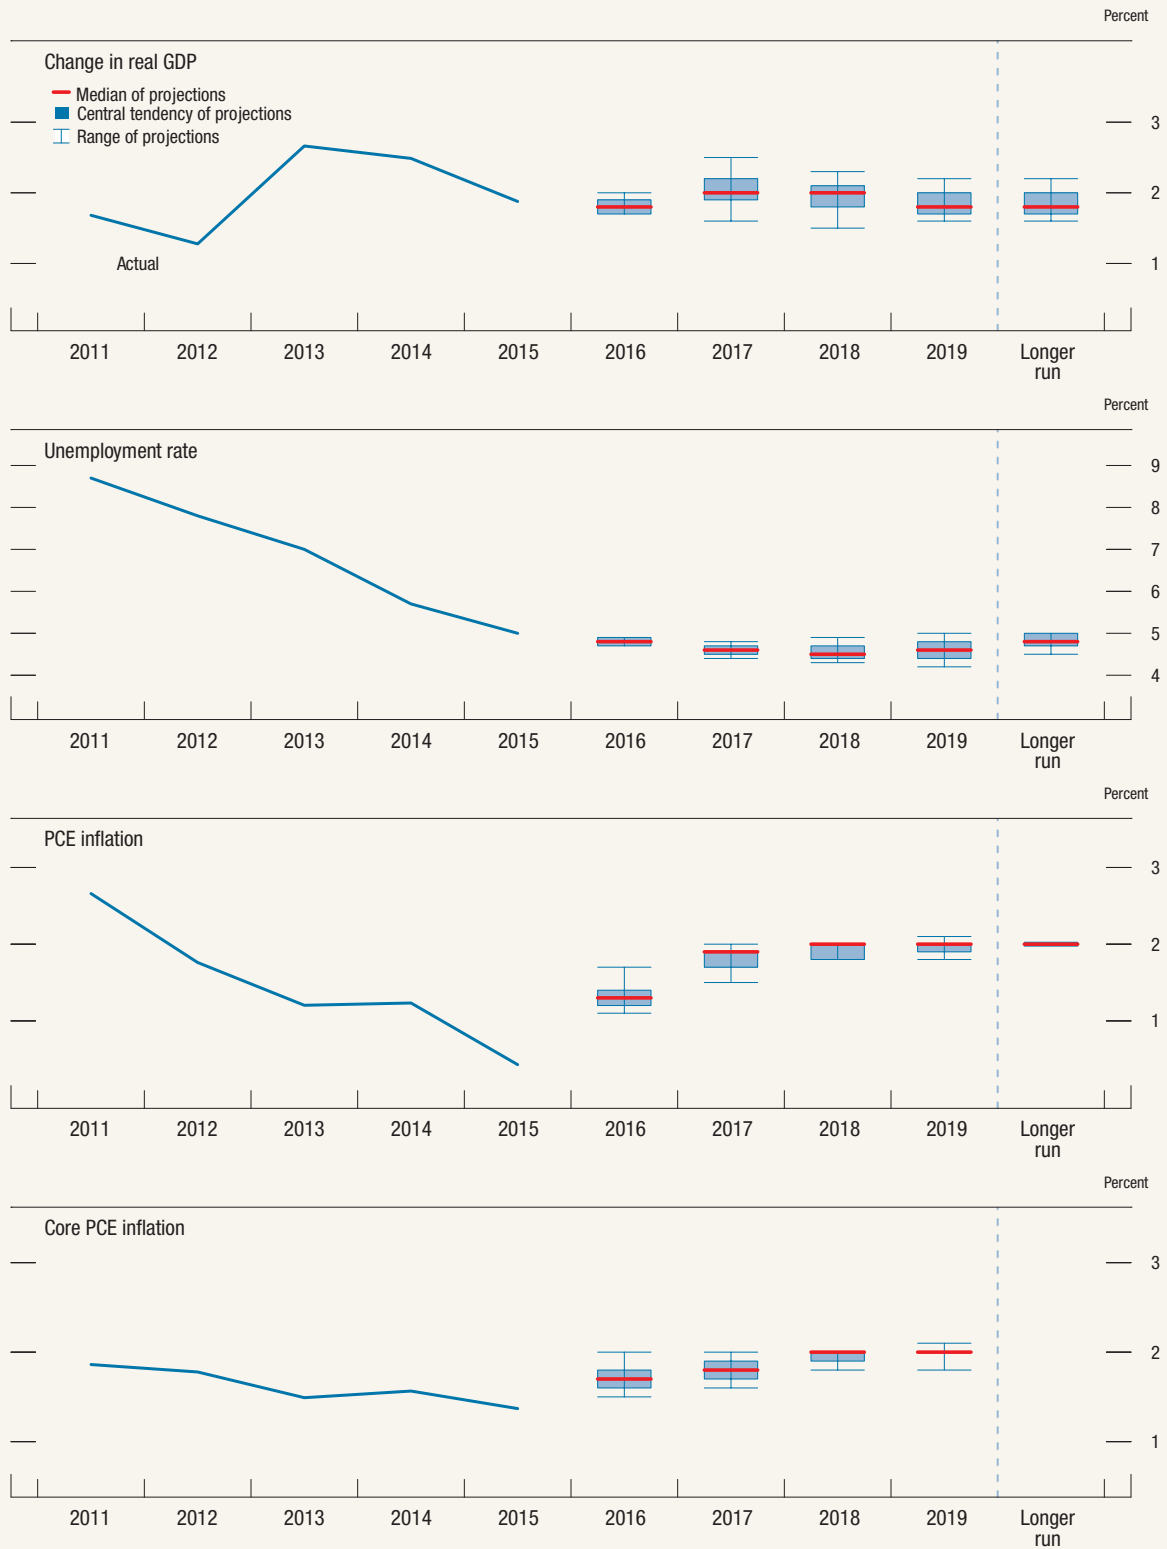 Percent
Change in real GDP
Median of projections
Central tendency of projections
Range of projections
3
2
1
Actual
2011 2012 2013 2014 2015 2016 2017 2018 2019 Longer
run
Percent
Unemployment rate
9
8
7
6
5
4
2011 2012 2013 2014 2015 2016 2017 2018 2019 Longer
run
Percent
PCE inflation
3
2
1
2011 2012 2013 2014 2015 2016 2017 2018 2019 Longer
run
Percent
Core PCE inflation
3
2
1
2011 2012 2013 2014 2015 2016 2017 2018 2019 Longer
run